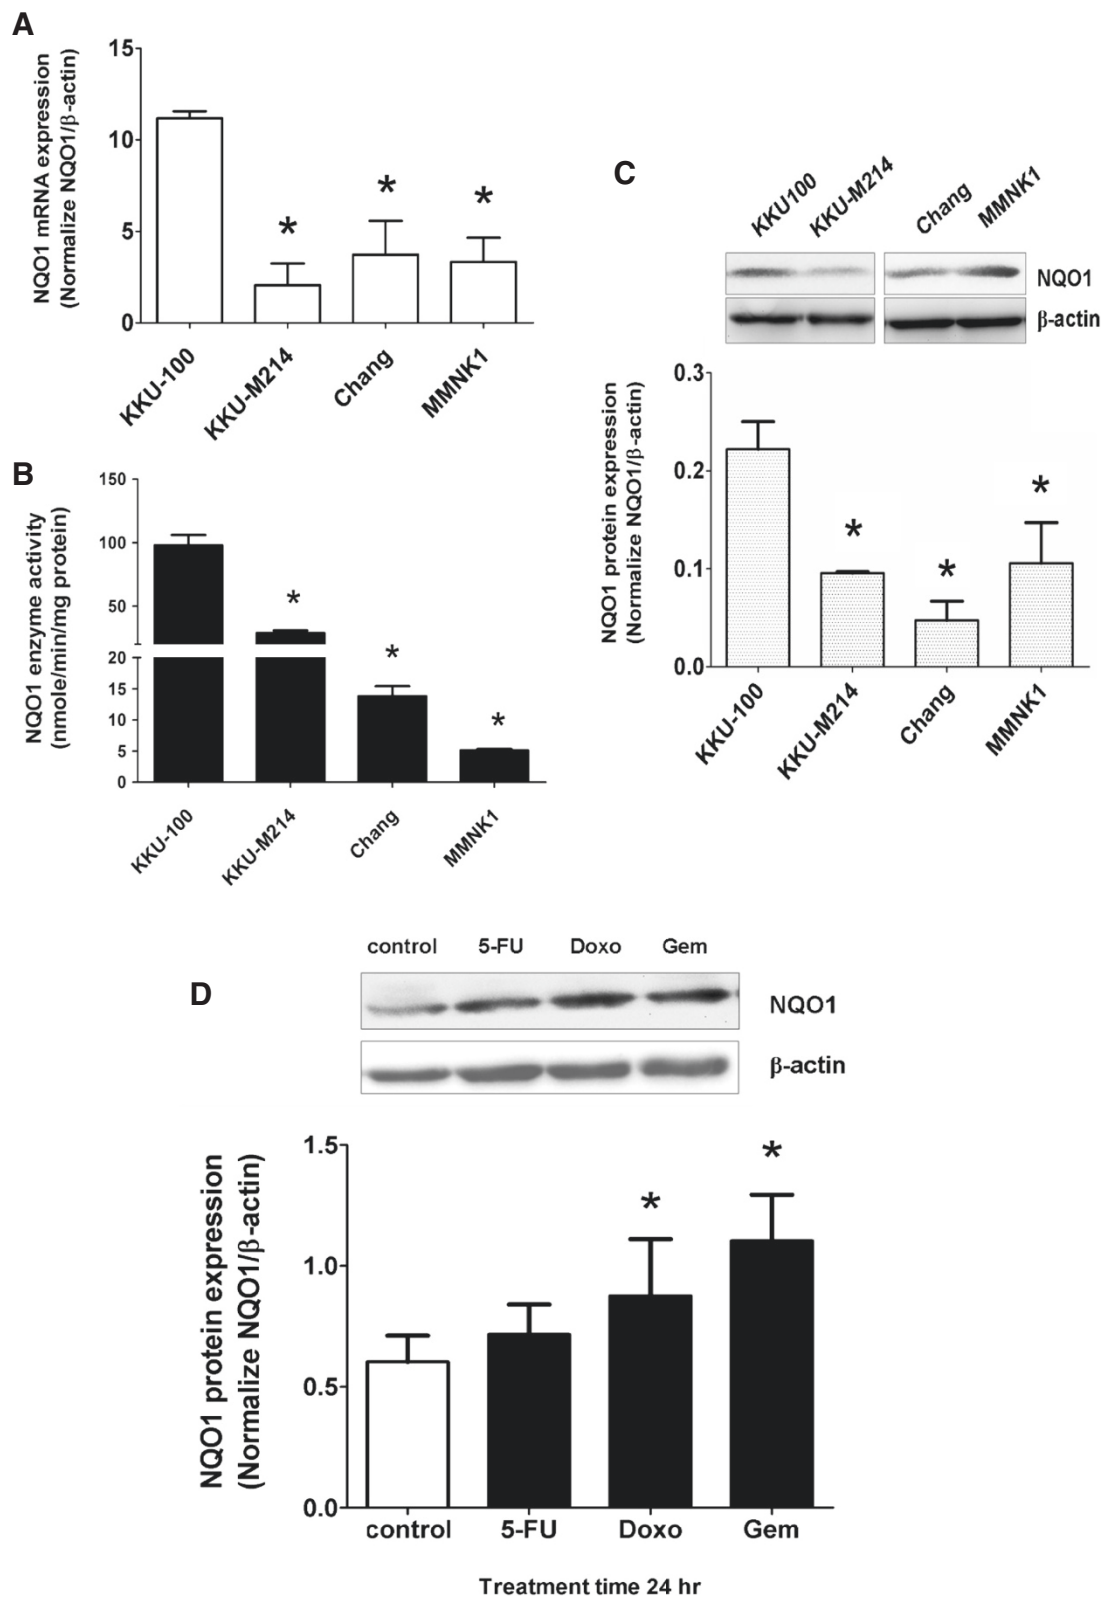 A
NQO1 mRNA expression
(Normalize NQO1/β-actin)
15
10
5
0
*
*
*
KKU-100
KKU-M214
Chang
MMNK1
B
NQO1 enzyme activity
(nmole/min/mg protein)
150
100
50
20
15
10
5
0
*
*
*
KKU-100
KKU-M214
Chang
MMNK1
C
KKU100
KKU-M214
Chang
MMNK1
NQO1
β-actin
NQO1 protein expression
(Normalize NQO1/β-actin)
0.3
0.2
0.1
0.0
*
*
*
KKU-100
KKU-M214
Chang
MMNK1
D
control 5-FU Doxo Gem
NQO1
β-actin
NQO1 protein expression
(Normalize NQO1/β-actin)
1.5
1.0
0.5
0.0
*
*
control 5-FU Doxo Gem
Treatment time 24 hr